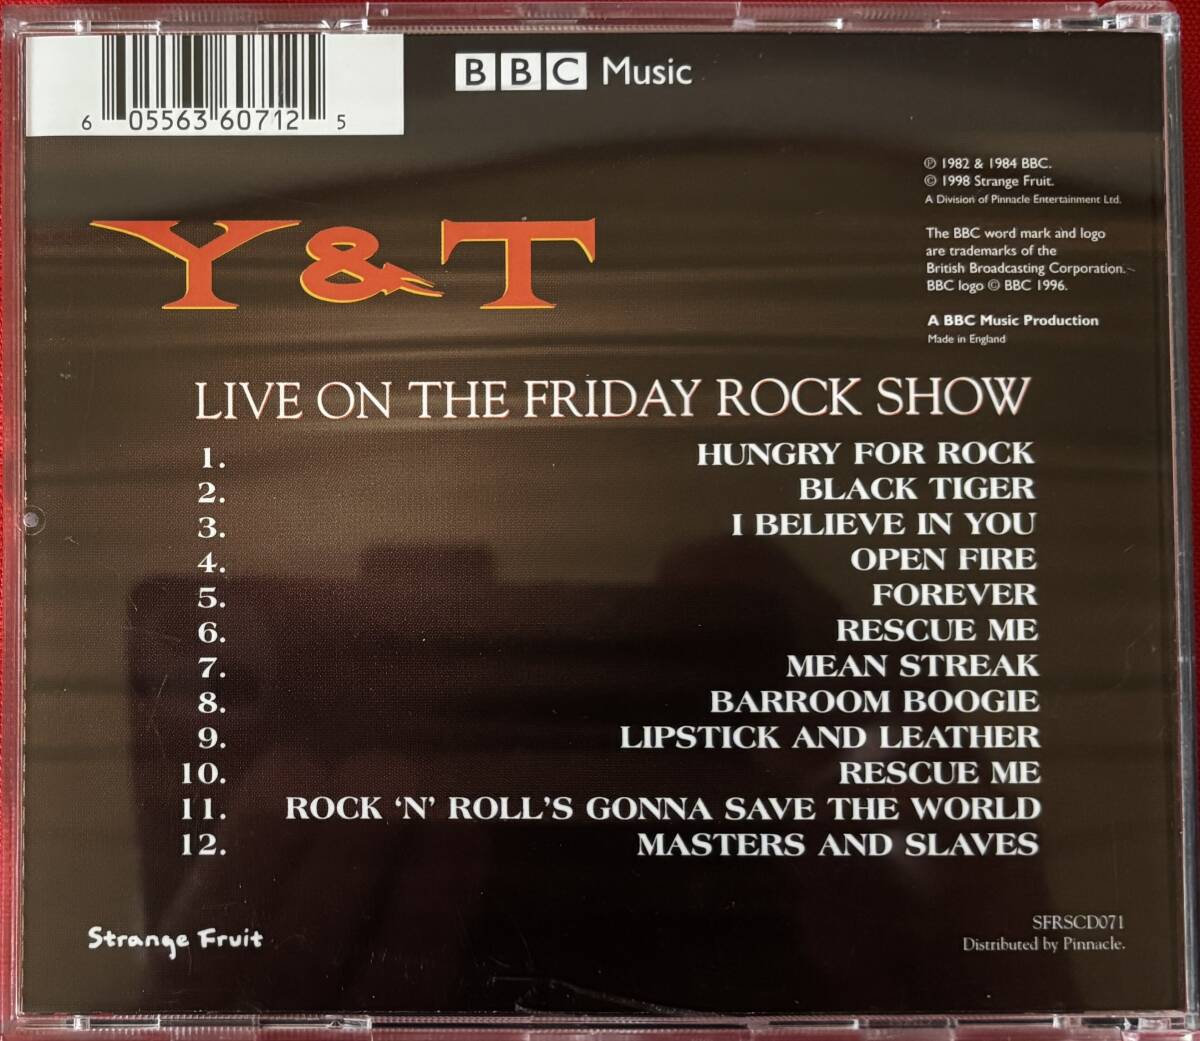 BBC Music
6 05563 60712 5
℗ 1982 & 1984 BBC.
© 1998 Strange Fruit.
A Division of Pinnacle Entertainment Ltd.
The BBC word mark and logo
are trademarks of the
British Broadcasting Corporation.
BBC logo © BBC 1996.
A BBC Music Production
Made in England
Y&T
LIVE ON THE FRIDAY ROCK SHOW
1. HUNGRY FOR ROCK
2. BLACK TIGER
3. I BELIEVE IN YOU
4. OPEN FIRE
5. FOREVER
6. RESCUE ME
7. MEAN STREAK
8. BARROOM BOOGIE
9. LIPSTICK AND LEATHER
10. RESCUE ME
11. ROCK 'N' ROLL'S GONNA SAVE THE WORLD
12. MASTERS AND SLAVES
Strange Fruit
SFRSCD071
Distributed by Pinnacle.